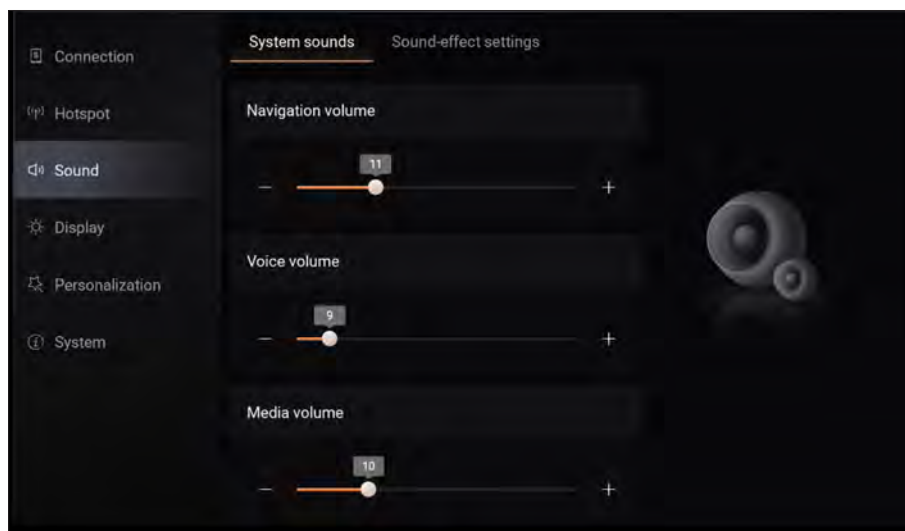 Connection
Hotspot
Sound
Display
Personalization
System
System sounds Sound-effect settings
Navigation volume
11
Voice volume
9
Media volume
10